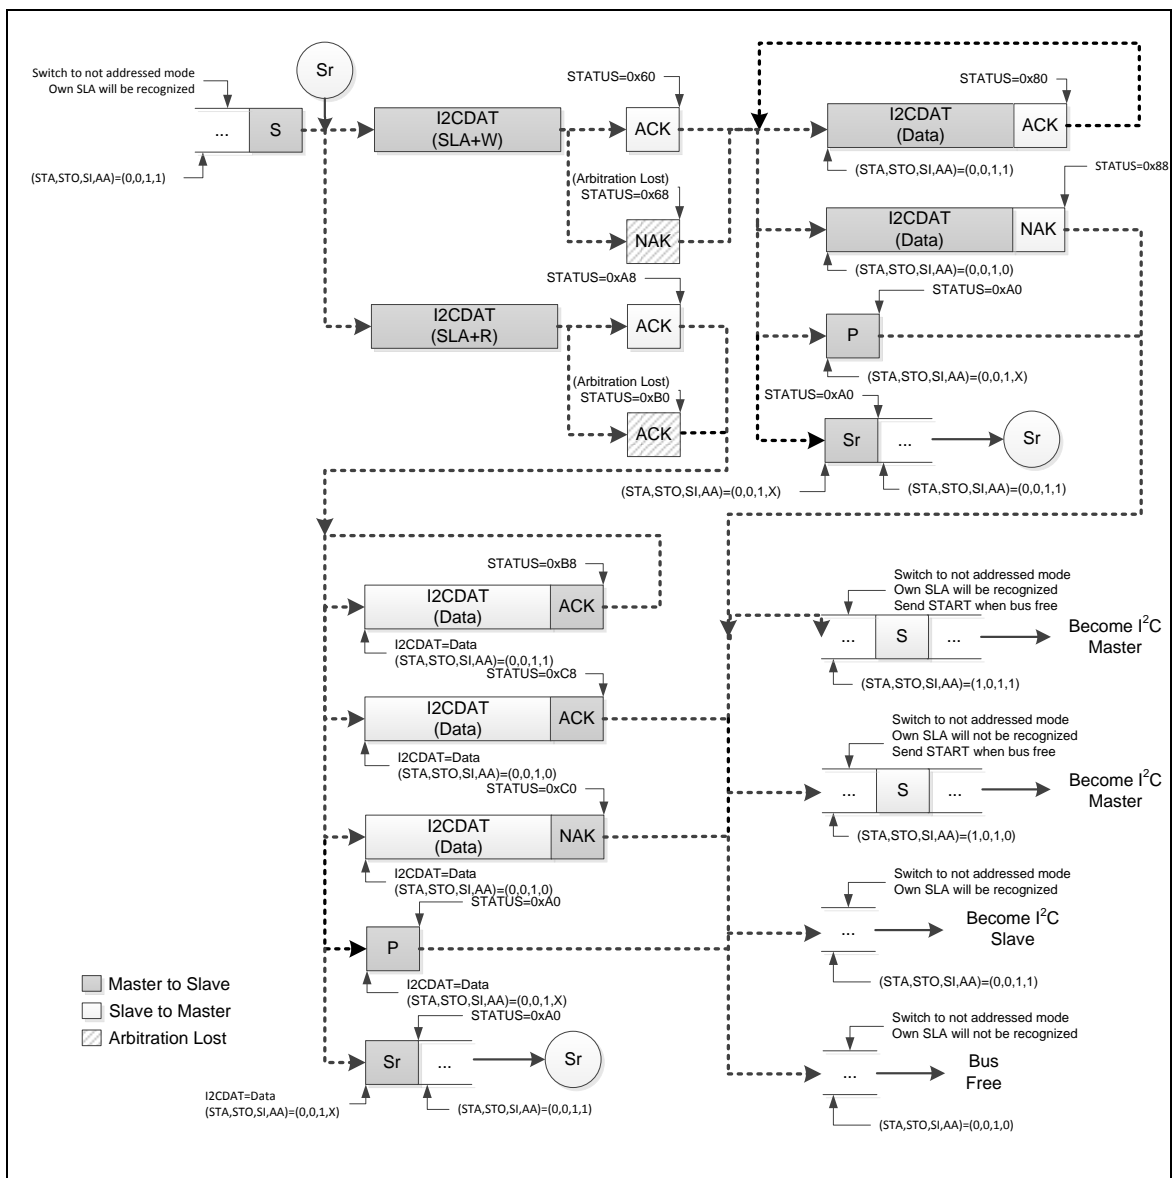 Switch to not addressed mode
Own SLA will be recognized
...
S
(STA,STO,SI,AA)=(0,0,1,1)
Sr
I2CDAT
(SLA+W)
STATUS=0x60
ACK
(Arbitration Lost)
STATUS=0x68
NAK
I2CDAT
(SLA+R)
STATUS=0xA8
ACK
(Arbitration Lost)
STATUS=0xB0
ACK
STATUS=0x80
I2CDAT
(Data)
ACK
(STA,STO,SI,AA)=(0,0,1,1)
STATUS=0x88
I2CDAT
(Data)
NAK
(STA,STO,SI,AA)=(0,0,1,0)
STATUS=0xA0
P
(STA,STO,SI,AA)=(0,0,1,X)
STATUS=0xA0
Sr
...
Sr
(STA,STO,SI,AA)=(0,0,1,X)
(STA,STO,SI,AA)=(0,0,1,1)
STATUS=0xB8
I2CDAT
(Data)
ACK
I2CDAT=Data
(STA,STO,SI,AA)=(0,0,1,1)
STATUS=0xC8
I2CDAT
(Data)
ACK
I2CDAT=Data
(STA,STO,SI,AA)=(0,0,1,0)
STATUS=0xC0
I2CDAT
(Data)
NAK
I2CDAT=Data
(STA,STO,SI,AA)=(0,0,1,0)
STATUS=0xA0
P
I2CDAT=Data
(STA,STO,SI,AA)=(0,0,1,X)
STATUS=0xA0
Sr
...
Sr
I2CDAT=Data
(STA,STO,SI,AA)=(0,0,1,X)
(STA,STO,SI,AA)=(0,0,1,1)
Switch to not addressed mode
Own SLA will be recognized
Send START when bus free
...
S
...
Become I²C
Master
(STA,STO,SI,AA)=(1,0,1,1)
Switch to not addressed mode
Own SLA will not be recognized
Send START when bus free
...
S
...
Become I²C
Master
(STA,STO,SI,AA)=(1,0,1,0)
Switch to not addressed mode
Own SLA will be recognized
...
Become I²C
Slave
(STA,STO,SI,AA)=(0,0,1,1)
Switch to not addressed mode
Own SLA will not be recognized
...
Bus
Free
(STA,STO,SI,AA)=(0,0,1,0)
Master to Slave
Slave to Master
Arbitration Lost